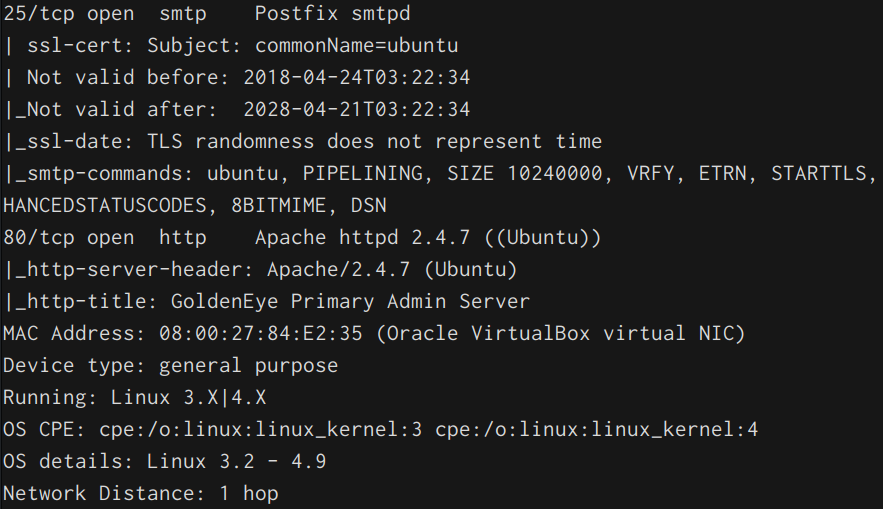 25/tcp open  smtp    Postfix smtpd
| ssl-cert: Subject: commonName=ubuntu
| Not valid before: 2018-04-24T03:22:34
|_Not valid after:  2028-04-21T03:22:34
|_ssl-date: TLS randomness does not represent time
|_smtp-commands: ubuntu, PIPELINING, SIZE 10240000, VRFY, ETRN, STARTTLS,
HANCEDSTATUSCODES, 8BITMIME, DSN
80/tcp open  http    Apache httpd 2.4.7 ((Ubuntu))
|_http-server-header: Apache/2.4.7 (Ubuntu)
|_http-title: GoldenEye Primary Admin Server
MAC Address: 08:00:27:84:E2:35 (Oracle VirtualBox virtual NIC)
Device type: general purpose
Running: Linux 3.X|4.X
OS CPE: cpe:/o:linux:linux_kernel:3 cpe:/o:linux:linux_kernel:4
OS details: Linux 3.2 - 4.9
Network Distance: 1 hop